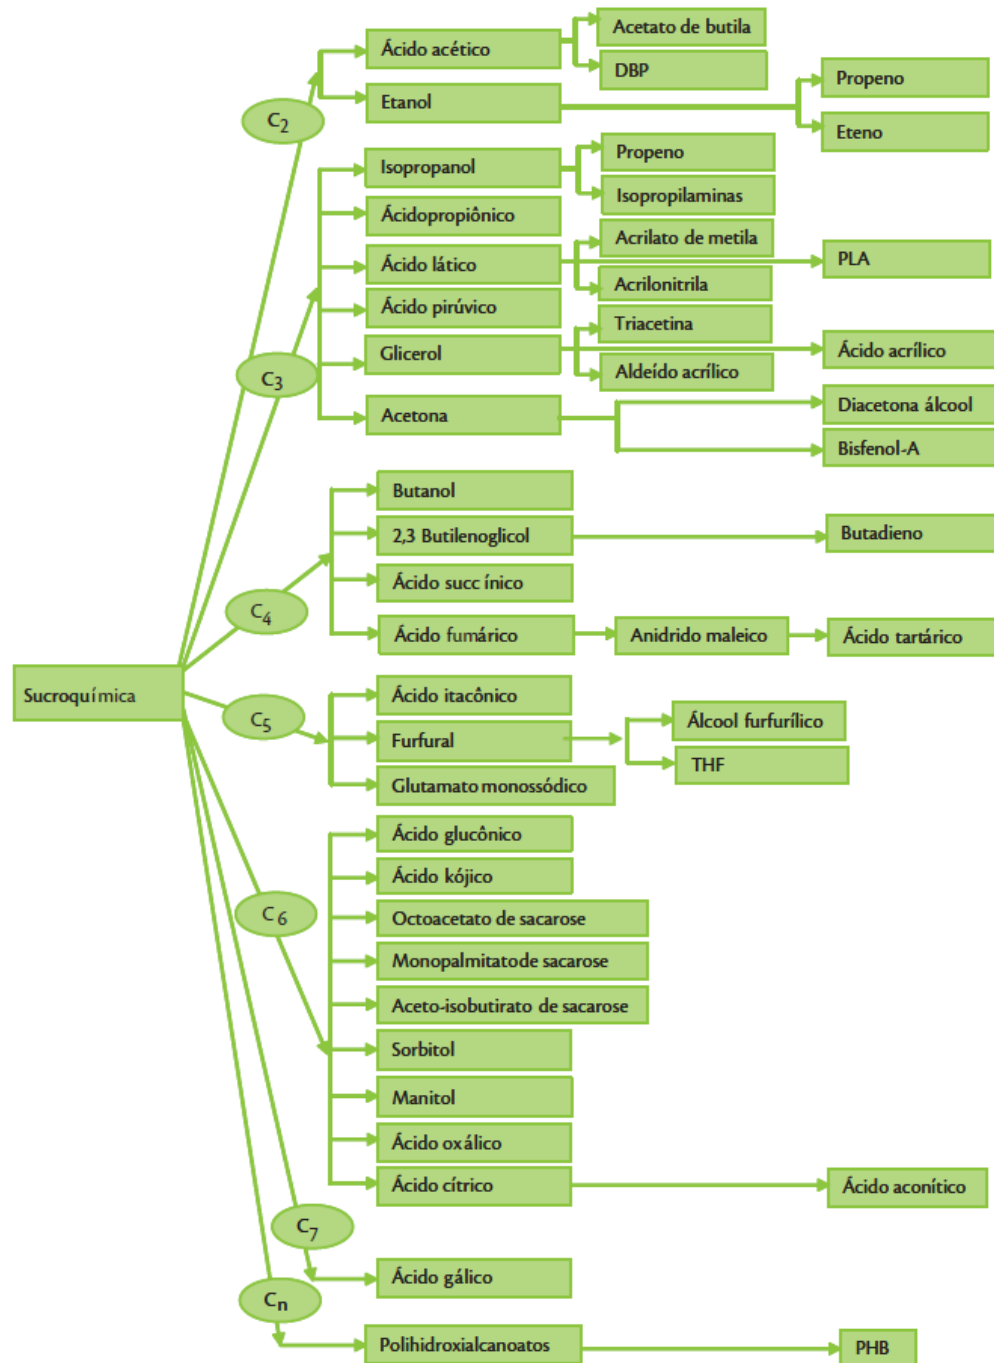 Sucroquímica
C2
Ácido acético
Acetato de butila
DBP
Etanol
Propeno
Eteno
C3
Isopropanol
Propeno
Isopropilaminas
Ácidopropiônico
Ácido lático
Acrilato de metila
Acrilonitrila
PLA
Ácido pirúvico
Glicerol
Triacetina
Aldeído acrílico
Ácido acrílico
Acetona
Diacetona álcool
Bisfenol-A
C4
Butanol
2,3 Butilenoglicol
Butadieno
Ácido succ ínico
Ácido fumárico
Anidrido maleico
Ácido tartárico
C5
Ácido itacônico
Furfural
Álcool furfurílico
THF
Glutamato monossódico
C6
Ácido glucônico
Ácido kójico
Octoacetato de sacarose
Monopalmitatode sacarose
Aceto-isobutirato de sacarose
Sorbitol
Manitol
Ácido oxálico
Ácido cítrico
Ácido aconítico
C7
Ácido gálico
Cn
Polihidroxialcanoatos
PHB